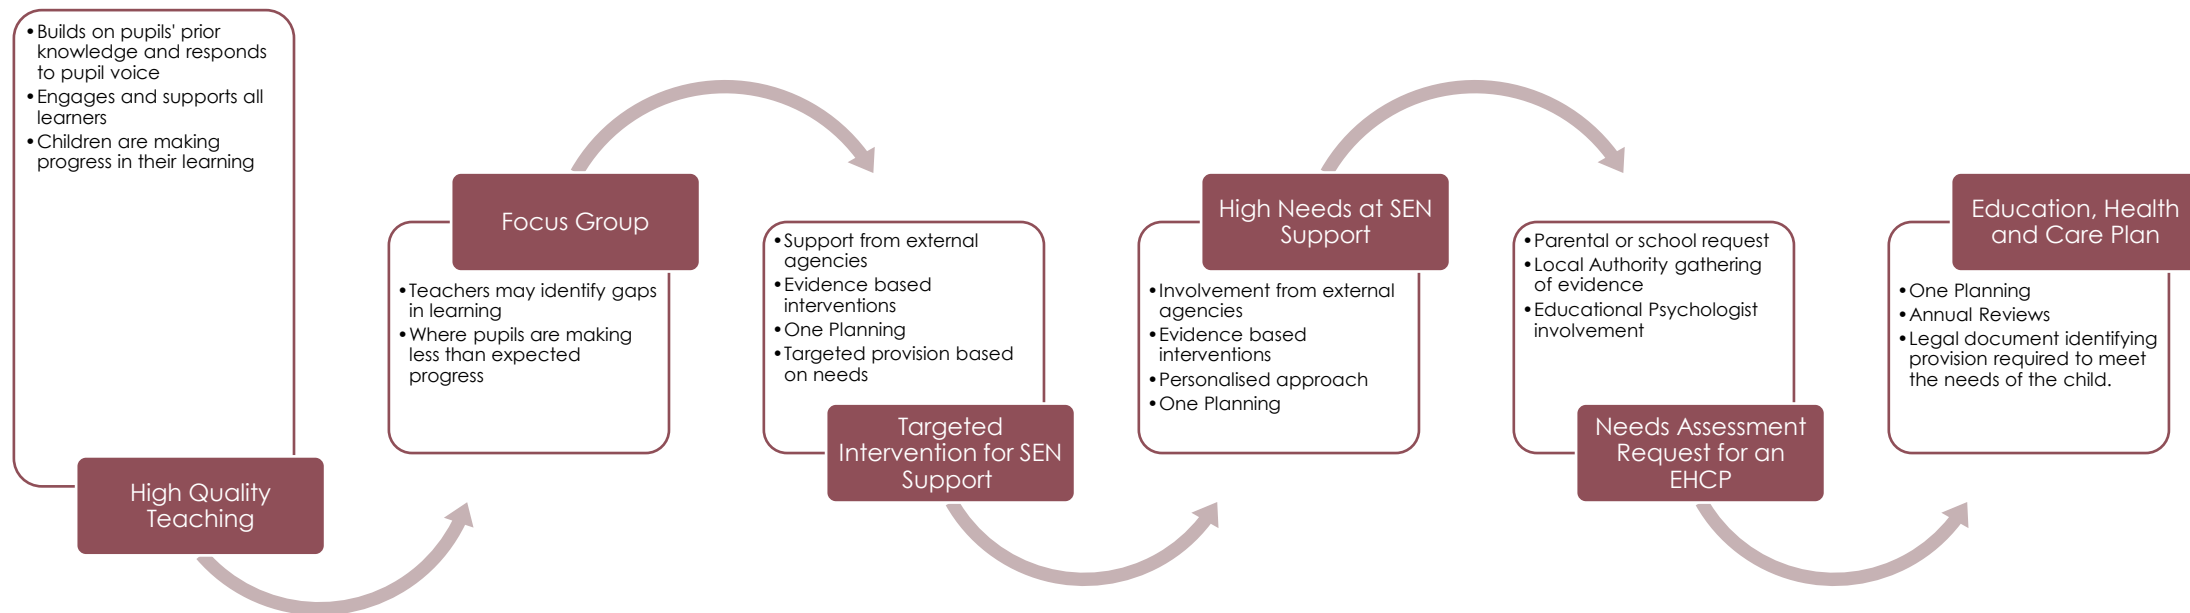 •Builds on pupils' prior
knowledge and responds
to pupil voice
•Engages and supports all
learners
•Children are making
progress in their learning
High Quality
Teaching
Focus Group
•Teachers may identify gaps
in learning
•Where pupils are making
less than expected
progress
•Support from external
agencies
•Evidence based
interventions
•One Planning
•Targeted provision based
on needs
Targeted
Intervention for SEN
Support
High Needs at SEN
Support
•Involvement from external
agencies
•Evidence based
interventions
•Personalised approach
•One Planning
•Parental or school request
•Local Authority gathering
of evidence
•Educational Psychologist
involvement
Needs Assessment
Request for an
EHCP
Education, Health
and Care Plan
•One Planning
•Annual Reviews
•Legal document identifying
provision required to meet
the needs of the child.